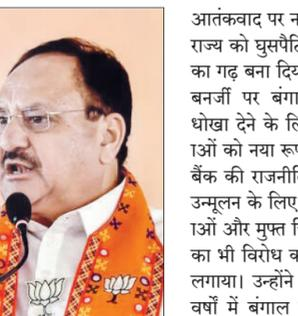 आतंकवाद पर न
राज्य को घुसपैठि
का गढ़ बना दिय
बनर्जी पर बंगा
धोखा देने के लि
ाओं को नया रूप
बैंक की राजनीति
उन्मूलन के लिए
ाओं और मुफ्त चि
का भी विरोध क
लगाया। उन्होंने
वर्षों में बंगाल